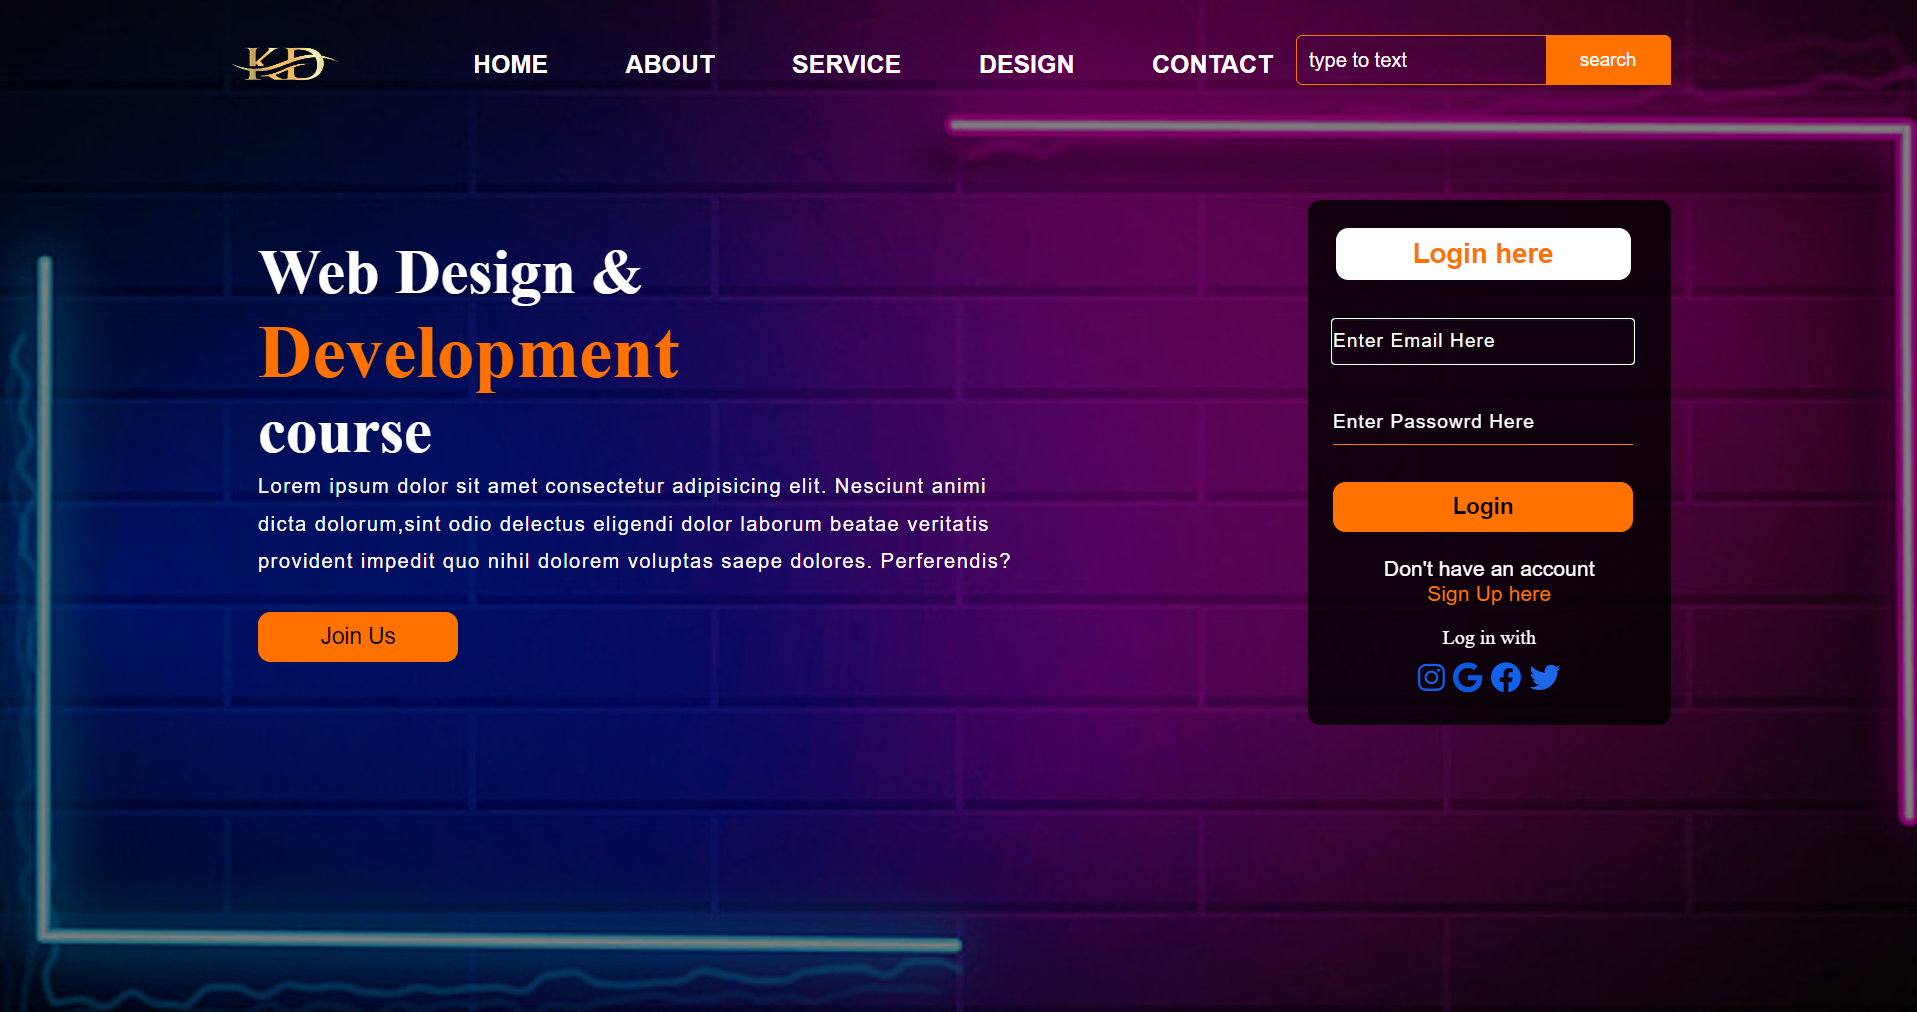 KD
HOME ABOUT SERVICE DESIGN CONTACT type to text search
Web Design &
Development
course
Lorem ipsum dolor sit amet consectetur adipisicing elit. Nesciunt animi
dicta dolorum,sint odio delectus eligendi dolor laborum beatae veritatis
provident impedit quo nihil dolorem voluptas saepe dolores. Perferendis?
Join Us
Login here
Enter Email Here
Enter Passowrd Here
Login
Don't have an account
Sign Up here
Log in with